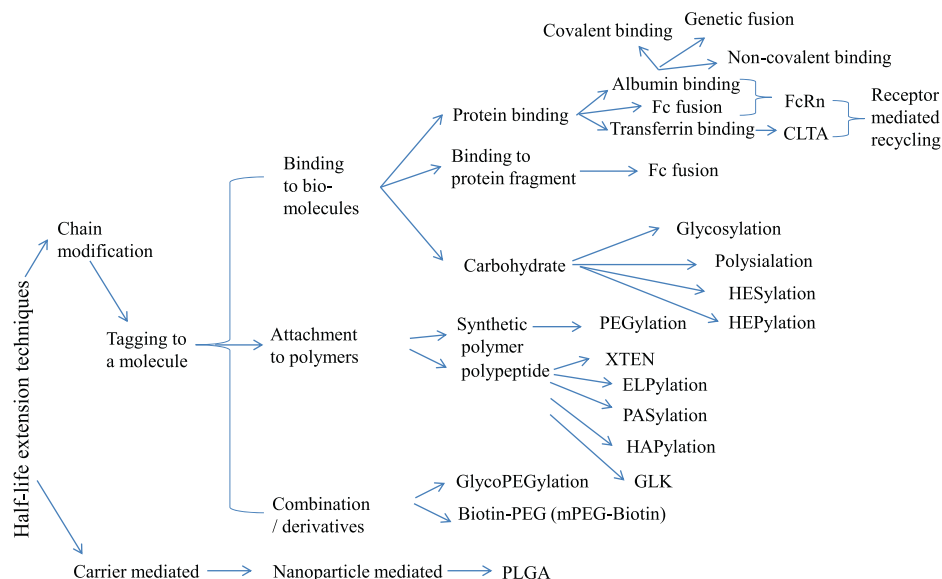 Genetic fusion
Covalent binding
Non-covalent binding
Albumin binding
Protein binding
Fc fusion
FcRn
Receptor
mediated
recycling
Transferrin binding
CLTA
Binding
to bio-
molecules
Binding to
protein fragment
Fc fusion
Chain
modification
Glycosylation
Carbohydrate
Polysialation
HESylation
HEPylation
Half-life extension techniques
Tagging to
a molecule
Attachment
to polymers
Synthetic
polymer
PEGylation
polypeptide
XTEN
ELPylation
PASylation
HAPylation
GLK
Combination
/ derivatives
GlycoPEGylation
Biotin-PEG (mPEG-Biotin)
Carrier mediated
Nanoparticle mediated
PLGA